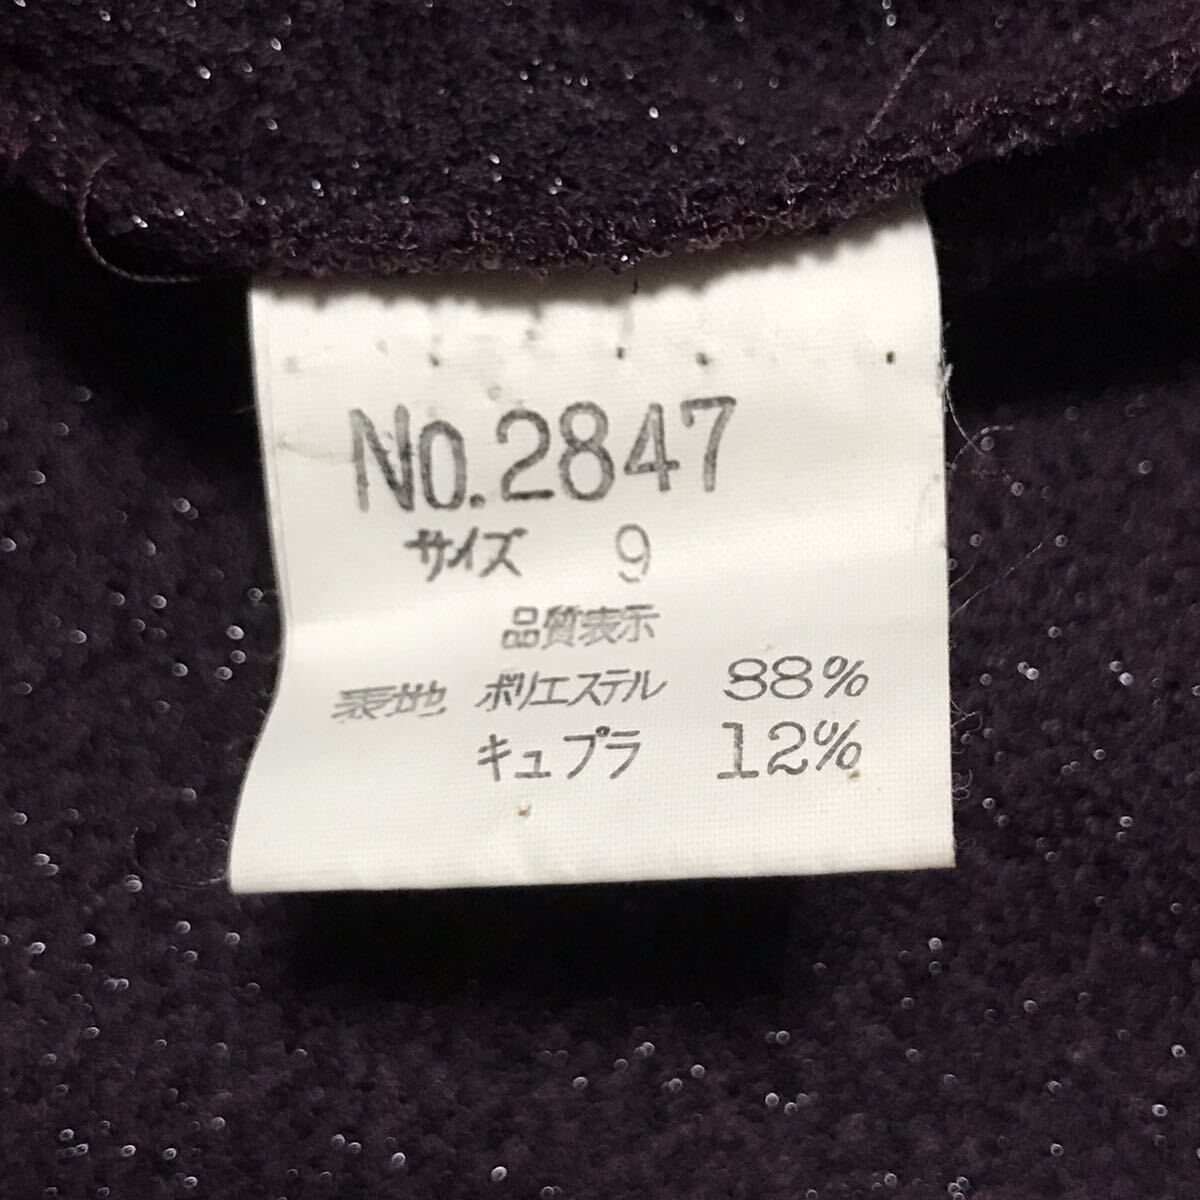 No.2847
サイズ 9
品質表示
表地 ポリエステル 88%
キュプラ 12%